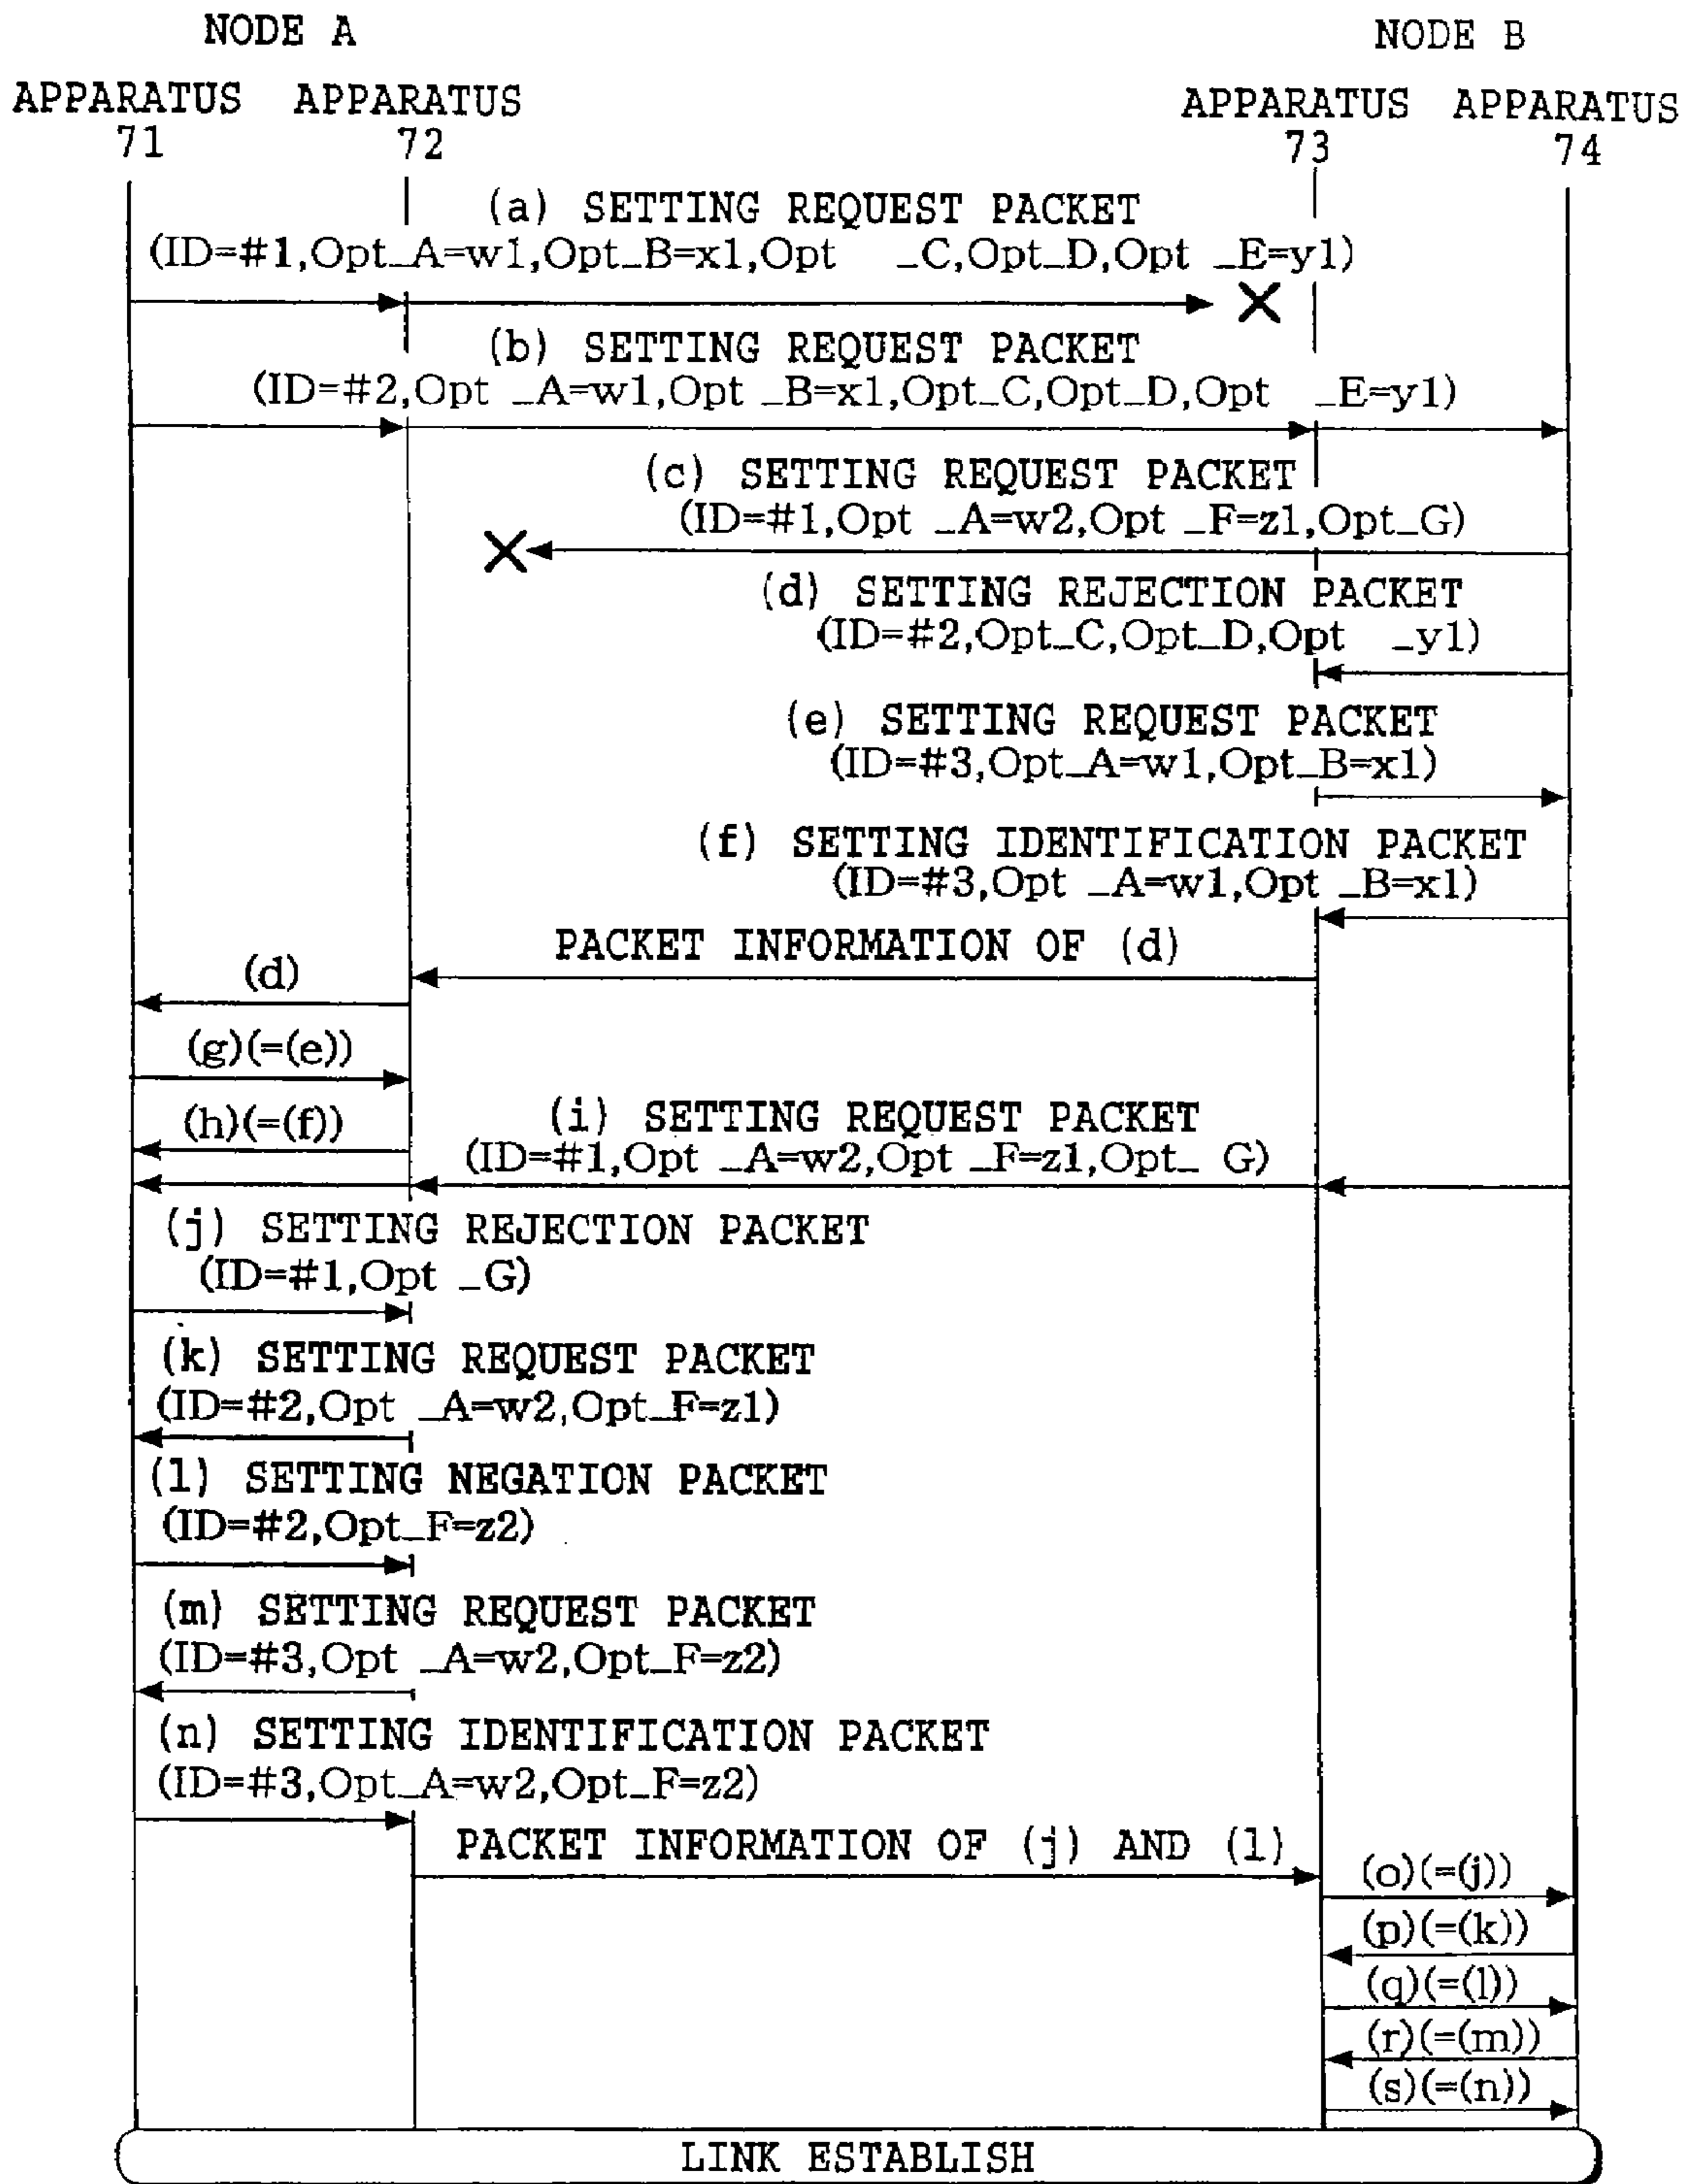 NODE A NODE B
APPARATUS APPARATUS APPARATUS APPARATUS
71 72 73 74
(a) SETTING REQUEST PACKET
(ID=#1,Opt_A=w1,Opt_B=x1,Opt _C,Opt_D,Opt _E=y1)
(b) SETTING REQUEST PACKET
(ID=#2,Opt _A=w1,Opt _B=x1,Opt_C,Opt_D,Opt _E=y1)
(c) SETTING REQUEST PACKET
(ID=#1,Opt _A=w2,Opt _F=z1,Opt_G)
(d) SETTING REJECTION PACKET
(ID=#2,Opt_C,Opt_D,Opt _y1)
(e) SETTING REQUEST PACKET
(ID=#3,Opt_A=w1,Opt_B=x1)
(f) SETTING IDENTIFICATION PACKET
(ID=#3,Opt _A=w1,Opt _B=x1)
PACKET INFORMATION OF (d)
(d)
(g)(=(e))
(h)(=(f))
(i) SETTING REQUEST PACKET
(ID=#1,Opt _A=w2,Opt _F=z1,Opt_ G)
(j) SETTING REJECTION PACKET
(ID=#1,Opt _G)
(k) SETTING REQUEST PACKET
(ID=#2,Opt _A=w2,Opt_F=z1)
(l) SETTING NEGATION PACKET
(ID=#2,Opt_F=z2)
(m) SETTING REQUEST PACKET
(ID=#3,Opt _A=w2,Opt_F=z2)
(n) SETTING IDENTIFICATION PACKET
(ID=#3,Opt_A=w2,Opt_F=z2)
PACKET INFORMATION OF (j) AND (l)
(o)(=(j))
(p)(=(k))
(q)(=(l))
(r)(=(m))
(s)(=(n))
LINK ESTABLISH